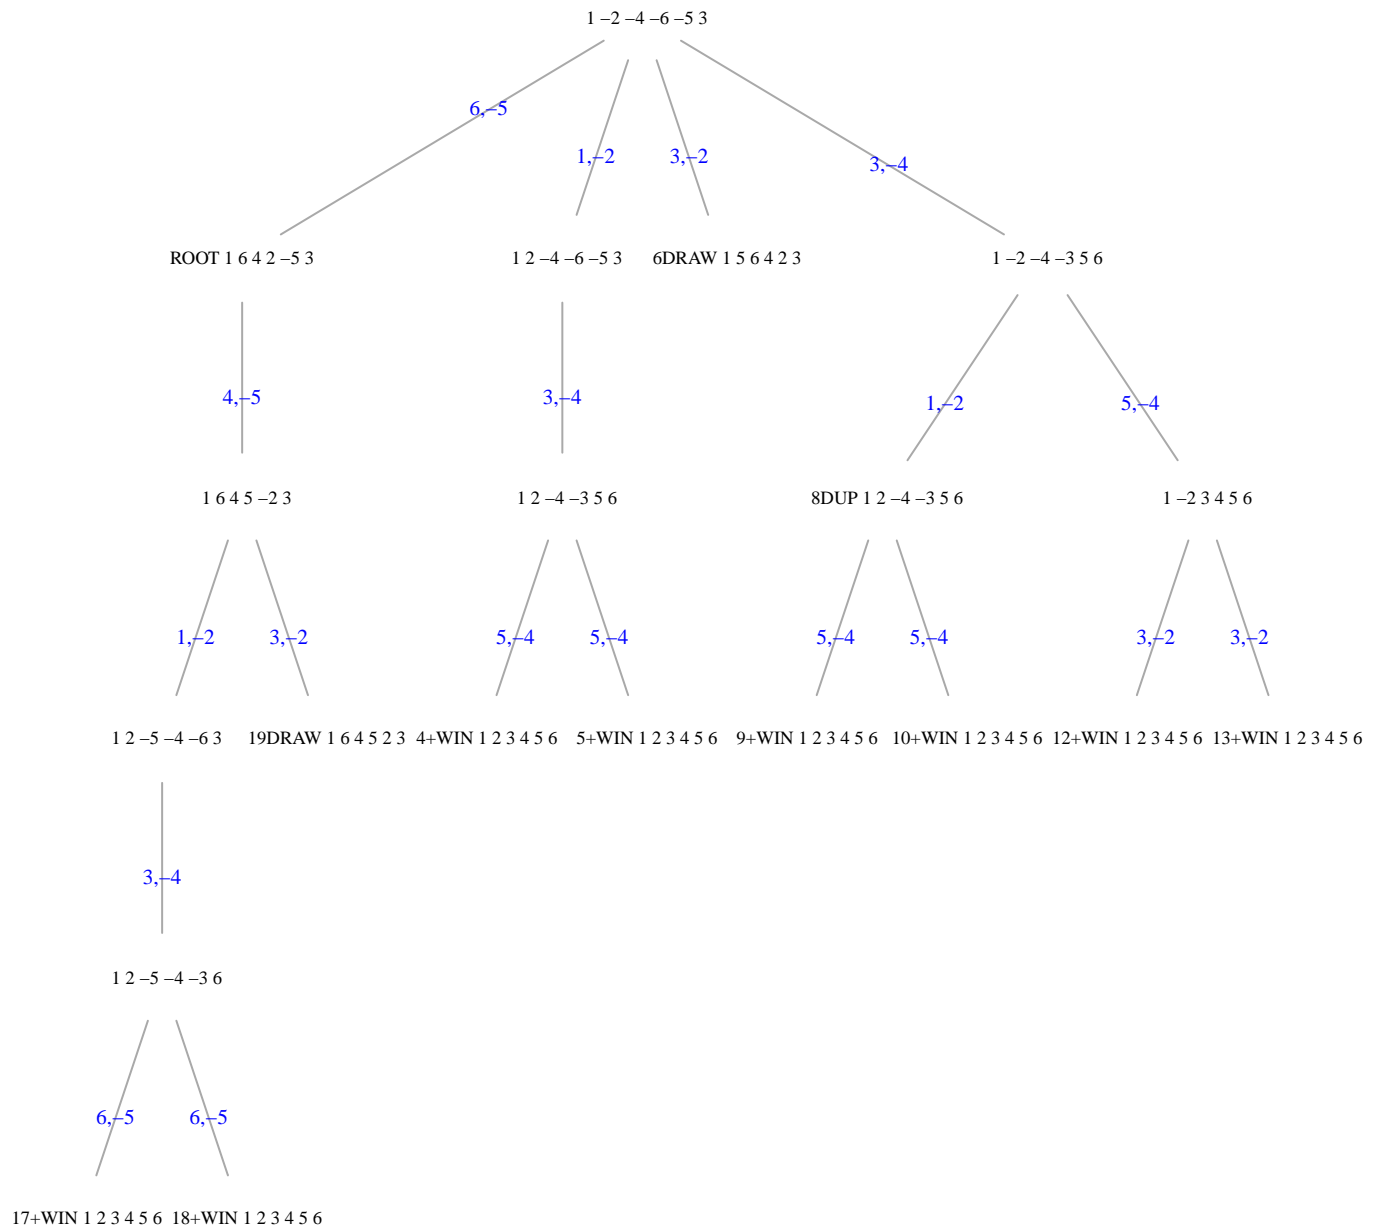 1 –2 –4 –6 –5 3
6,–5
1,–2
3,–2
3,–4
ROOT 1 6 4 2 –5 3
1 2 –4 –6 –5 3
6DRAW 1 5 6 4 2 3
1 –2 –4 –3 5 6
4,–5
3,–4
1,–2
5,–4
1 6 4 5 –2 3
1 2 –4 –3 5 6
8DUP 1 2 –4 –3 5 6
1 –2 3 4 5 6
1,–2
3,–2
5,–4
5,–4
5,–4
5,–4
3,–2
3,–2
1 2 –5 –4 –6 3
19DRAW 1 6 4 5 2 3
4+WIN 1 2 3 4 5 6
5+WIN 1 2 3 4 5 6
9+WIN 1 2 3 4 5 6
10+WIN 1 2 3 4 5 6
12+WIN 1 2 3 4 5 6
13+WIN 1 2 3 4 5 6
3,–4
1 2 –5 –4 –3 6
6,–5
6,–5
17+WIN 1 2 3 4 5 6
18+WIN 1 2 3 4 5 6